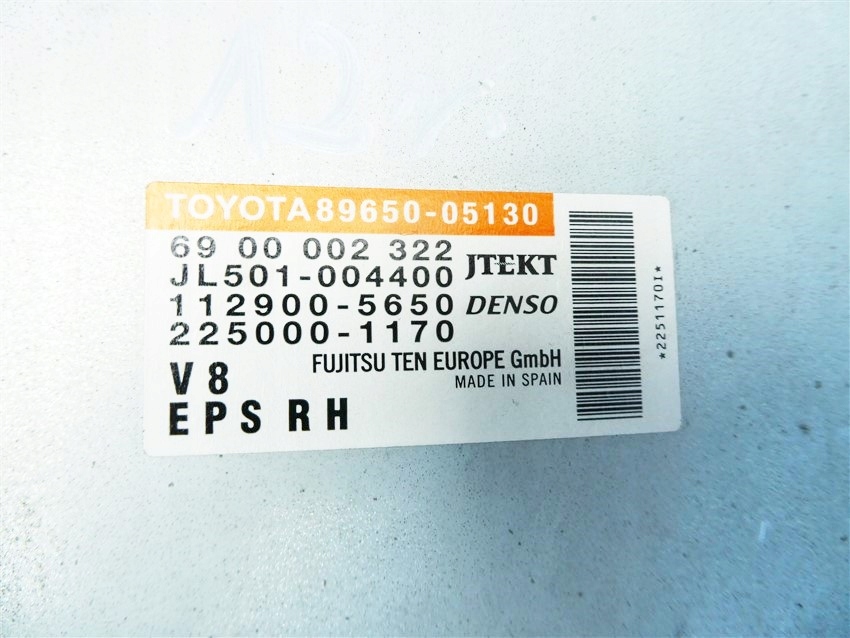 TOYOTA 89650-05130
69 00 002 322
JL501-004400 JTEKT
112900-5650 DENSO
225000-1170
FUJITSU TEN EUROPE GmbH
V8 MADE IN SPAIN
EPS RH
*2251170I*